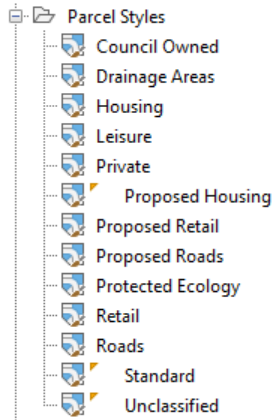 Parcel Styles
Council Owned
Drainage Areas
Housing
Leisure
Private
Proposed Housing
Proposed Retail
Proposed Roads
Protected Ecology
Retail
Roads
Standard
Unclassified